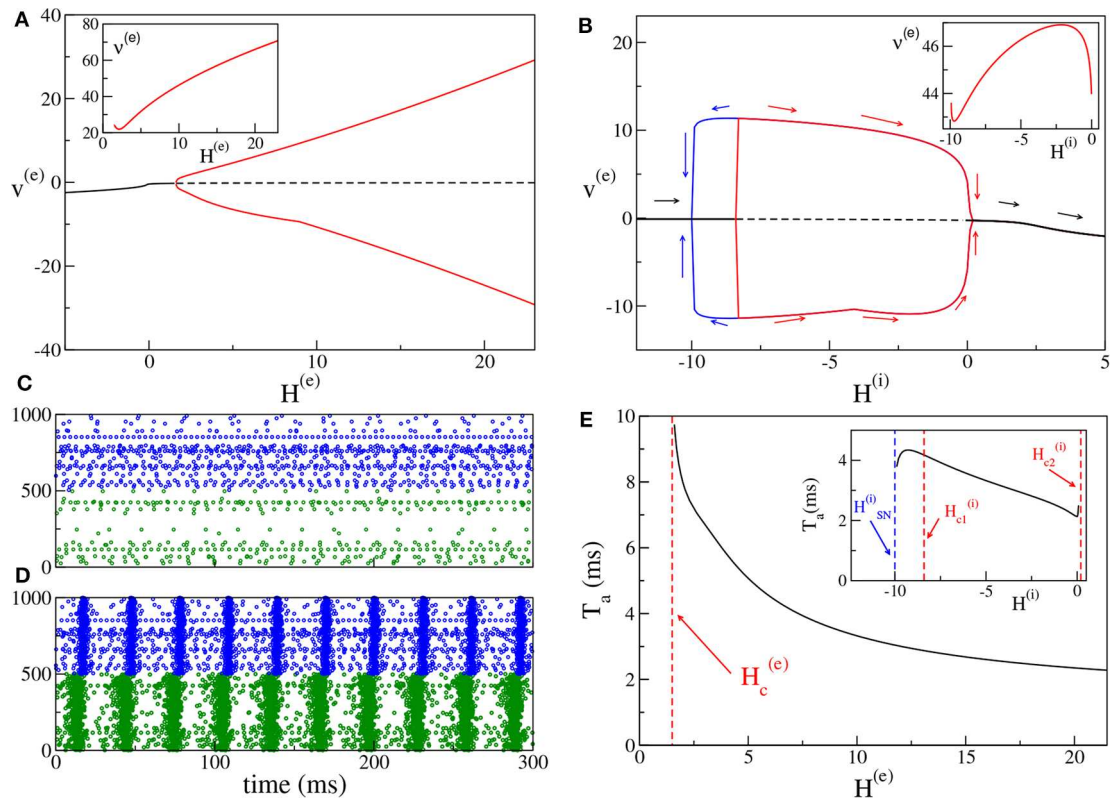 A
40
20
0
-20
-40
v^(e)
0
10
20
H^(e)
80
60
40
20
ν^(e)
0
10
20
H^(e)
B
20
10
0
-10
v^(e)
-10
-5
0
5
H^(i)
46
44
ν^(e)
-10
-5
0
H^(i)
C
1000
500
0
D
1000
500
0
0
100
200
300
time (ms)
E
10
8
6
4
2
0
T_a (ms)
0
5
10
15
20
H^(e)
H_c^(e)
4
2
0
T_a(ms)
-10
-5
0
H^(i)
H^(i)_SN
H_c1^(i)
H_c2^(i)